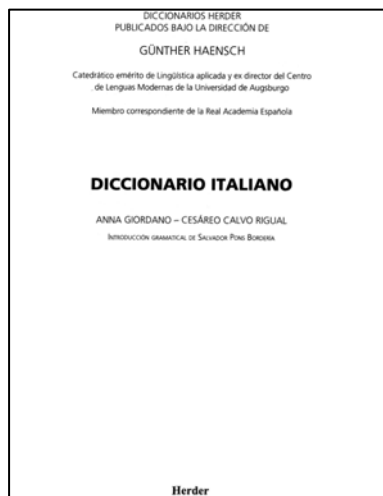 DICCIONARIOS HERDER
PUBLICADOS BAJO LA DIRECCIÓN DE
GÜNTHER HAENSCH
Catedrático emérito de Lingüística aplicada y ex director del Centro
de Lenguas Modernas de la Universidad de Augsburgo
Miembro correspondiente de la Real Academia Española
DICCIONARIO ITALIANO
ANNA GIORDANO – CESÁREO CALVO RIGUAL
INTRODUCCIÓN GRAMATICAL DE SALVADOR PONS BORDERÍA
Herder